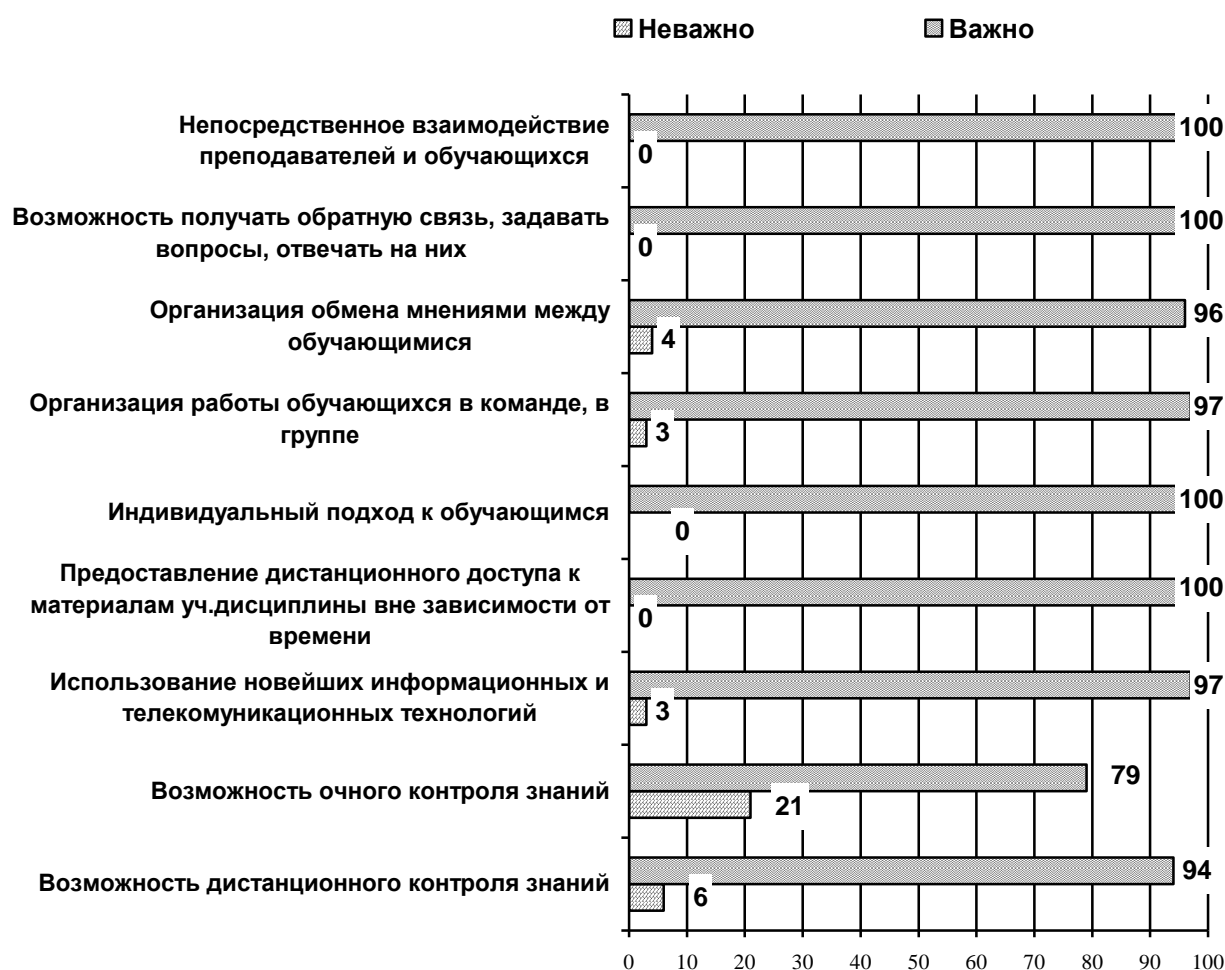 Неважно Важно
Непосредственное взаимодействие
преподавателей и обучающихся
100
0
Возможность получать обратную связь, задавать
вопросы, отвечать на них
100
0
Организация обмена мнениями между
обучающимися
96
4
Организация работы обучающихся в команде, в
группе
97
3
Индивидуальный подход к обучающимся
100
0
Предоставление дистанционного доступа к
материалам уч.дисциплины вне зависимости от
времени
100
0
Использование новейших информационных и
телекомуникационных технологий
97
3
Возможность очного контроля знаний
79
21
Возможность дистанционного контроля знаний
94
6
0 10 20 30 40 50 60 70 80 90 100